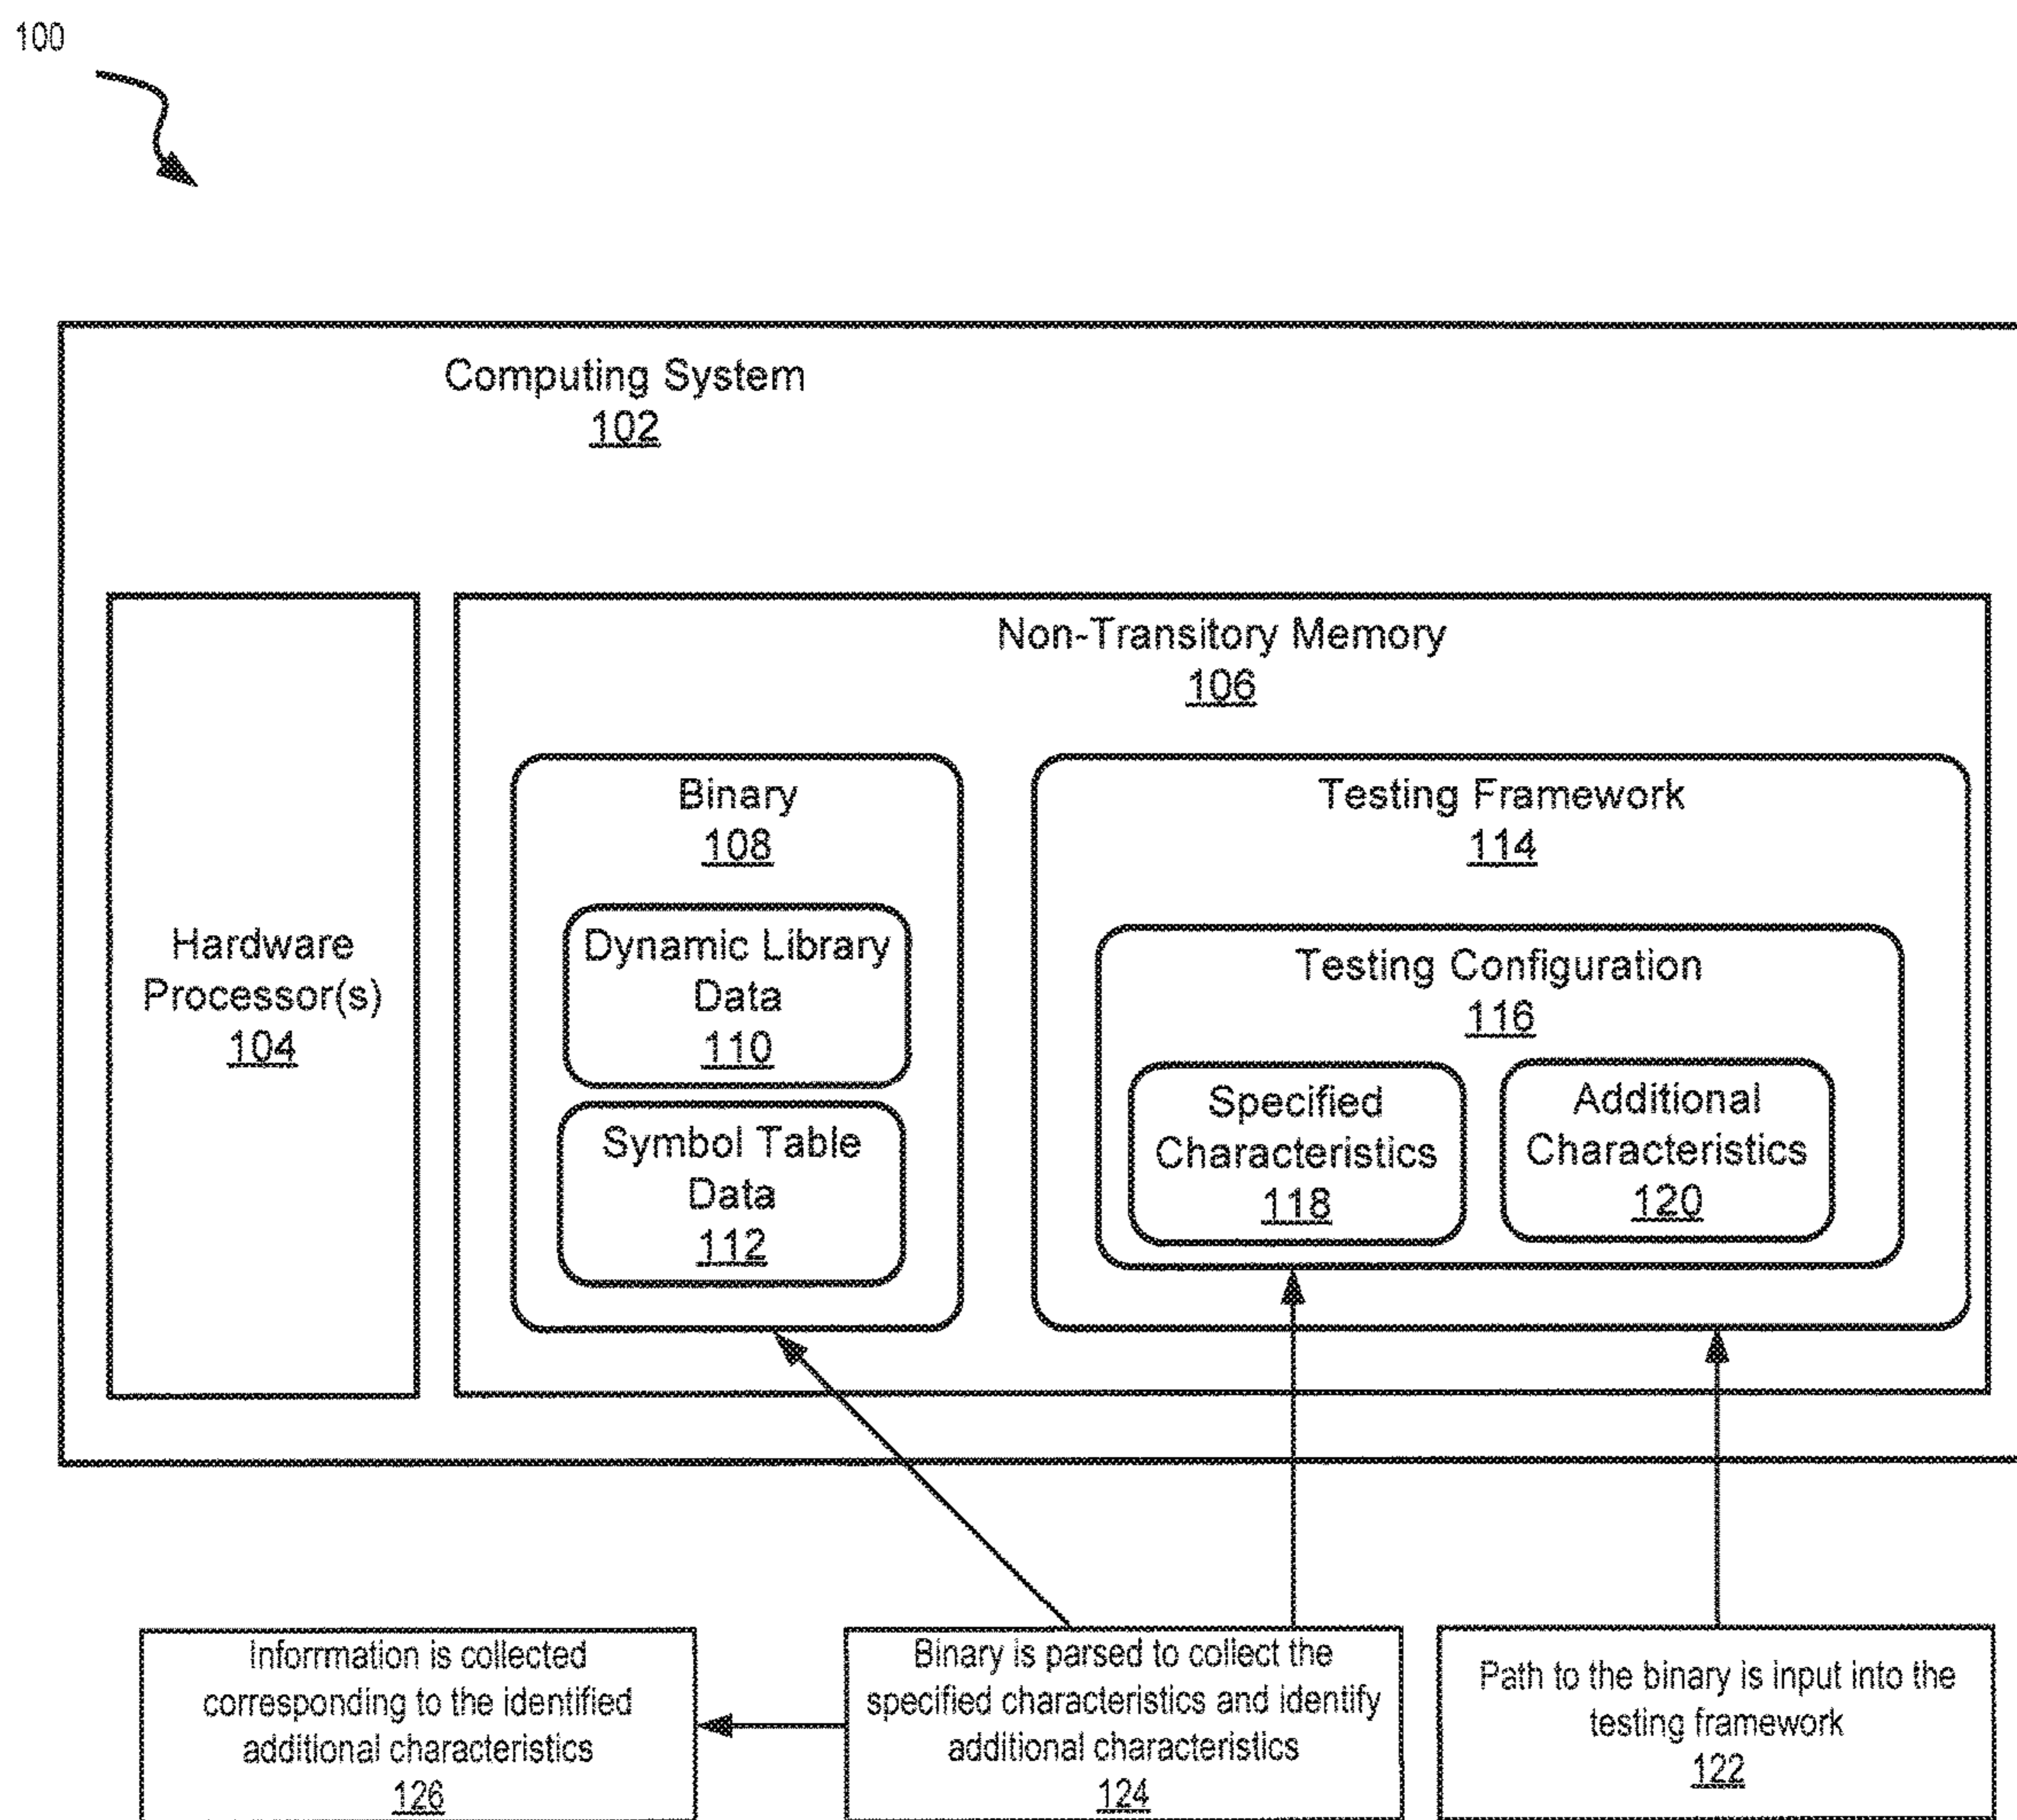 100
Computing System
102
Hardware
Processor(s)
104
Non-Transitory Memory
106
Binary
108
Dynamic Library
Data
110
Symbol Table
Data
112
Testing Framework
114
Testing Configuration
116
Specified
Characteristics
118
Additional
Characteristics
120
Inforrmation is collected
corresponding to the identified
additional characteristics
126
Binary is parsed to collect the
specified characteristics and identify
additional characteristics
124
Path to the binary is input into the
testing framework
122